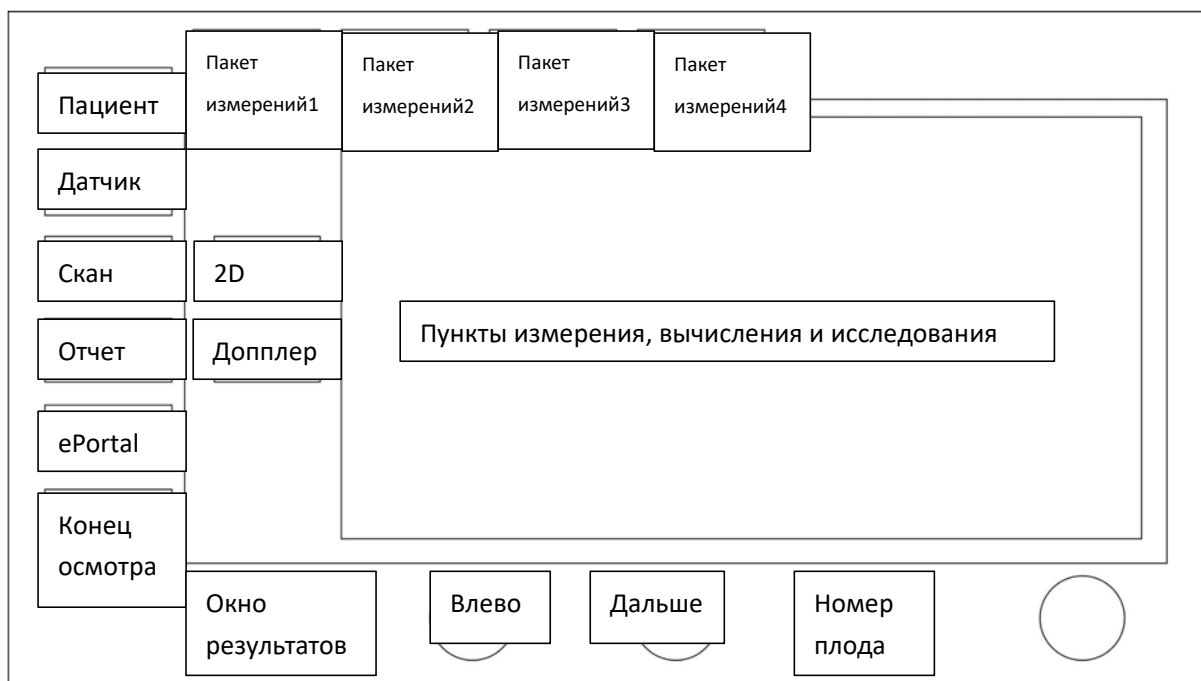 Пакет
измерений1
Пакет
измерений2
Пакет
измерений3
Пакет
измерений4
Пациент
Датчик
Скан
2D
Пункты измерения, вычисления и исследования
Отчет
Допплер
ePortal
Конец
осмотра
Окно
результатов
Влево
Дальше
Номер
плода